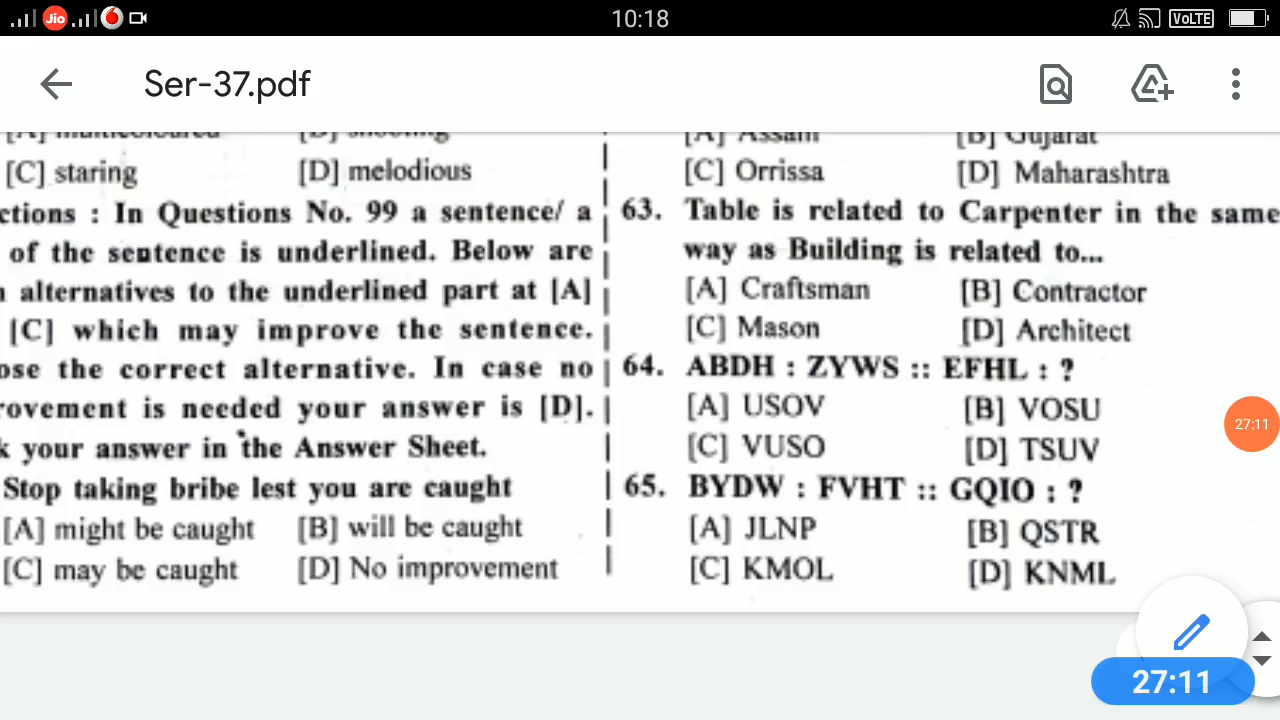 Jio
10:18
VoLTE
Ser-37.pdf
[A] multicoloured [B] shooting
[C] staring [D] melodious
ctions : In Questions No. 99 a sentence/ a
of the sentence is underlined. Below are
n alternatives to the underlined part at [A]
[C] which may improve the sentence.
ose the correct alternative. In case no
rovement is needed your answer is [D].
k your answer in the Answer Sheet.
Stop taking bribe lest you are caught
[A] might be caught [B] will be caught
[C] may be caught [D] No improvement
[A] Assam [B] Gujarat
[C] Orrissa [D] Maharashtra
63. Table is related to Carpenter in the same
way as Building is related to...
[A] Craftsman [B] Contractor
[C] Mason [D] Architect
64. ABDH : ZYWS :: EFHL : ?
[A] USOV [B] VOSU
[C] VUSO [D] TSUV
65. BYDW : FVHT :: GQIO : ?
[A] JLNP [B] QSTR
[C] KMOL [D] KNML
27:11
27:11